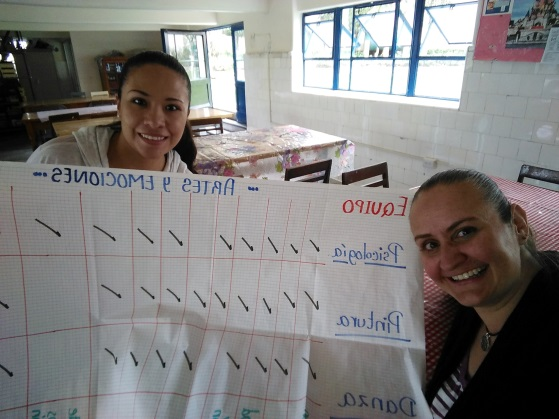 ... ARTES Y EMOCIONES ...
EQUIPO
Psicología
Pintura
Danza